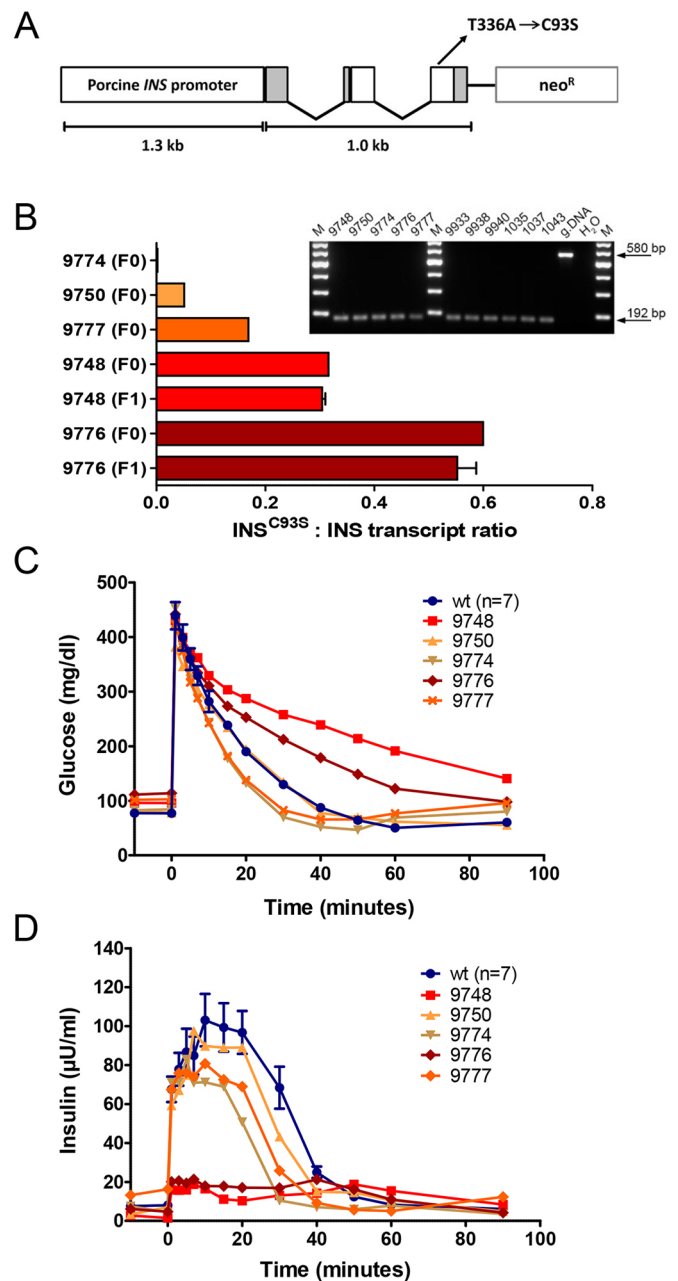 A
T336A → C93S
Porcine INS promoter
neoR
1.3 kb
1.0 kb
B
M 9748 9750 9774 9776 9777 M 9933 9938 9940 1035 1037 1043 g-DNA H2O M
580 bp
192 bp
9774 (F0)
9750 (F0)
9777 (F0)
9748 (F0)
9748 (F1)
9776 (F0)
9776 (F1)
0.0 0.2 0.4 0.6 0.8
INSC93S : INS transcript ratio
C
500
400
300
200
100
0
Glucose (mg/dl)
wt (n=7)
9748
9750
9774
9776
9777
0 20 40 60 80 100
Time (minutes)
D
140
120
100
80
60
40
20
0
Insulin (µU/ml)
wt (n=7)
9748
9750
9774
9776
9777
0 20 40 60 80 100
Time (minutes)